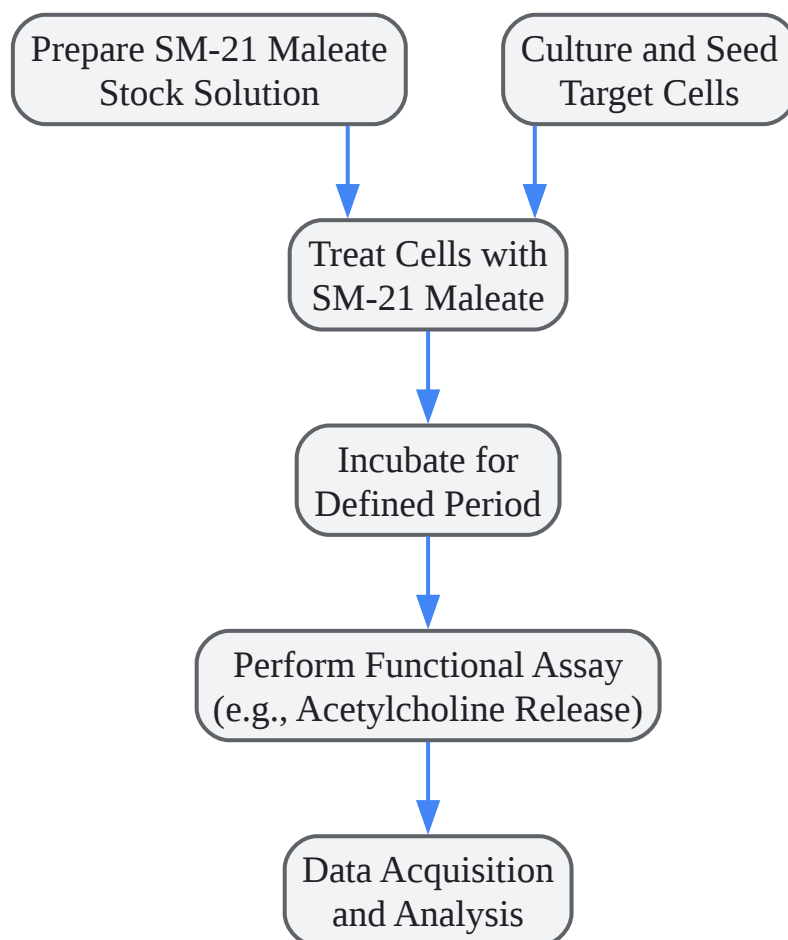 Prepare SM-21 Maleate
Stock Solution
Culture and Seed
Target Cells
Treat Cells with
SM-21 Maleate
Incubate for
Defined Period
Perform Functional Assay
(e.g., Acetylcholine Release)
Data Acquisition
and Analysis